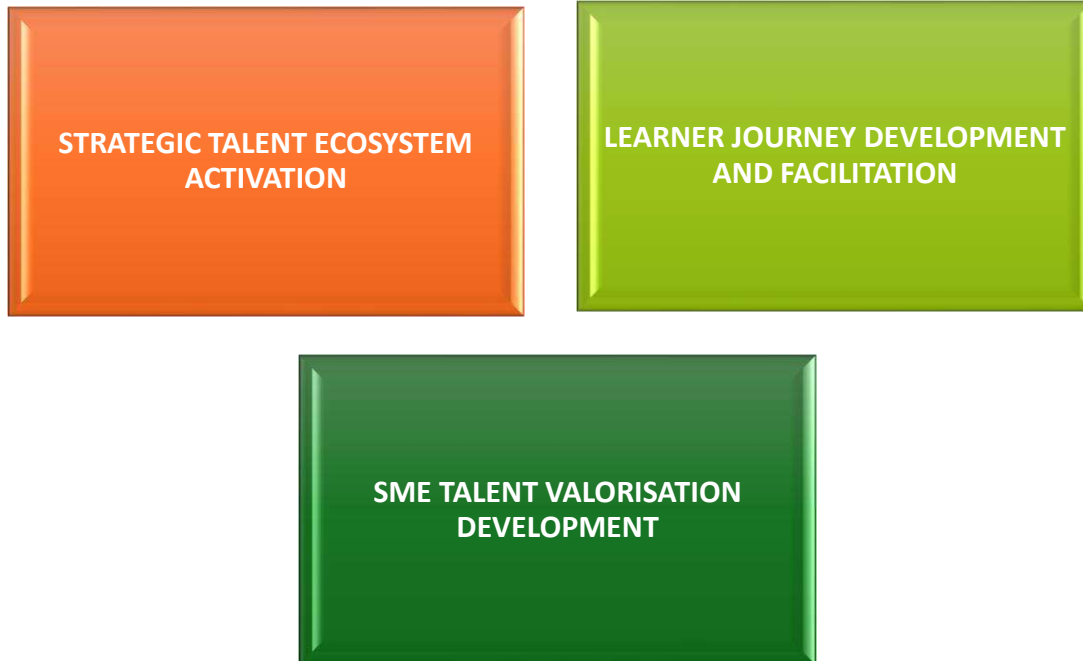 STRATEGIC TALENT ECOSYSTEM
ACTIVATION
LEARNER JOURNEY DEVELOPMENT
AND FACILITATION
SME TALENT VALORISATION
DEVELOPMENT